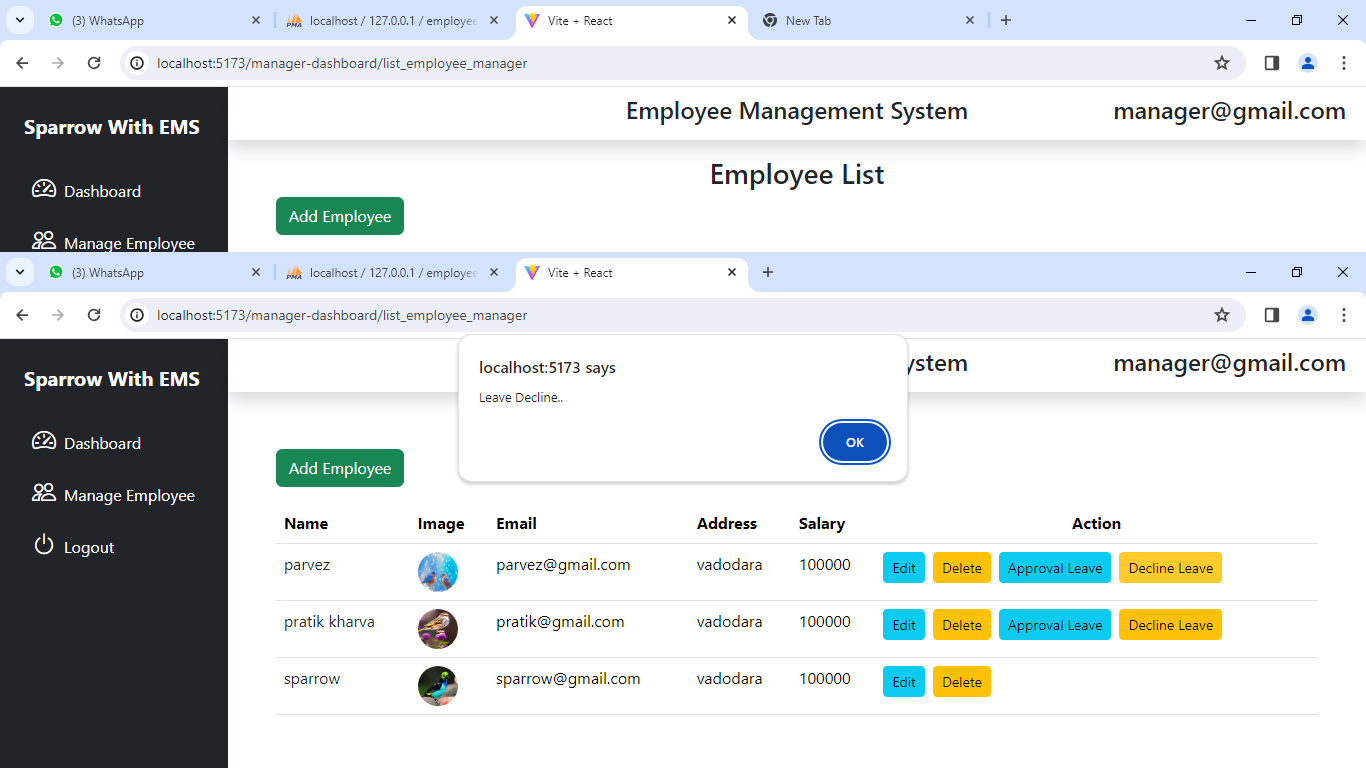 (3) WhatsApp
localhost / 127.0.0.1 / employee
Vite + React
New Tab
localhost:5173/manager-dashboard/list_employee_manager
Sparrow With EMS
Employee Management System
manager@gmail.com
Dashboard
Manage Employee
Employee List
Add Employee
(3) WhatsApp
localhost / 127.0.0.1 / employee
Vite + React
localhost:5173/manager-dashboard/list_employee_manager
Sparrow With EMS
ystem
manager@gmail.com
localhost:5173 says
Leave Decline..
OK
Dashboard
Manage Employee
Logout
Add Employee
Name Image Email Address Salary Action
parvez parvez@gmail.com vadodara 100000 Edit Delete Approval Leave Decline Leave
pratik kharva pratik@gmail.com vadodara 100000 Edit Delete Approval Leave Decline Leave
sparrow sparrow@gmail.com vadodara 100000 Edit Delete